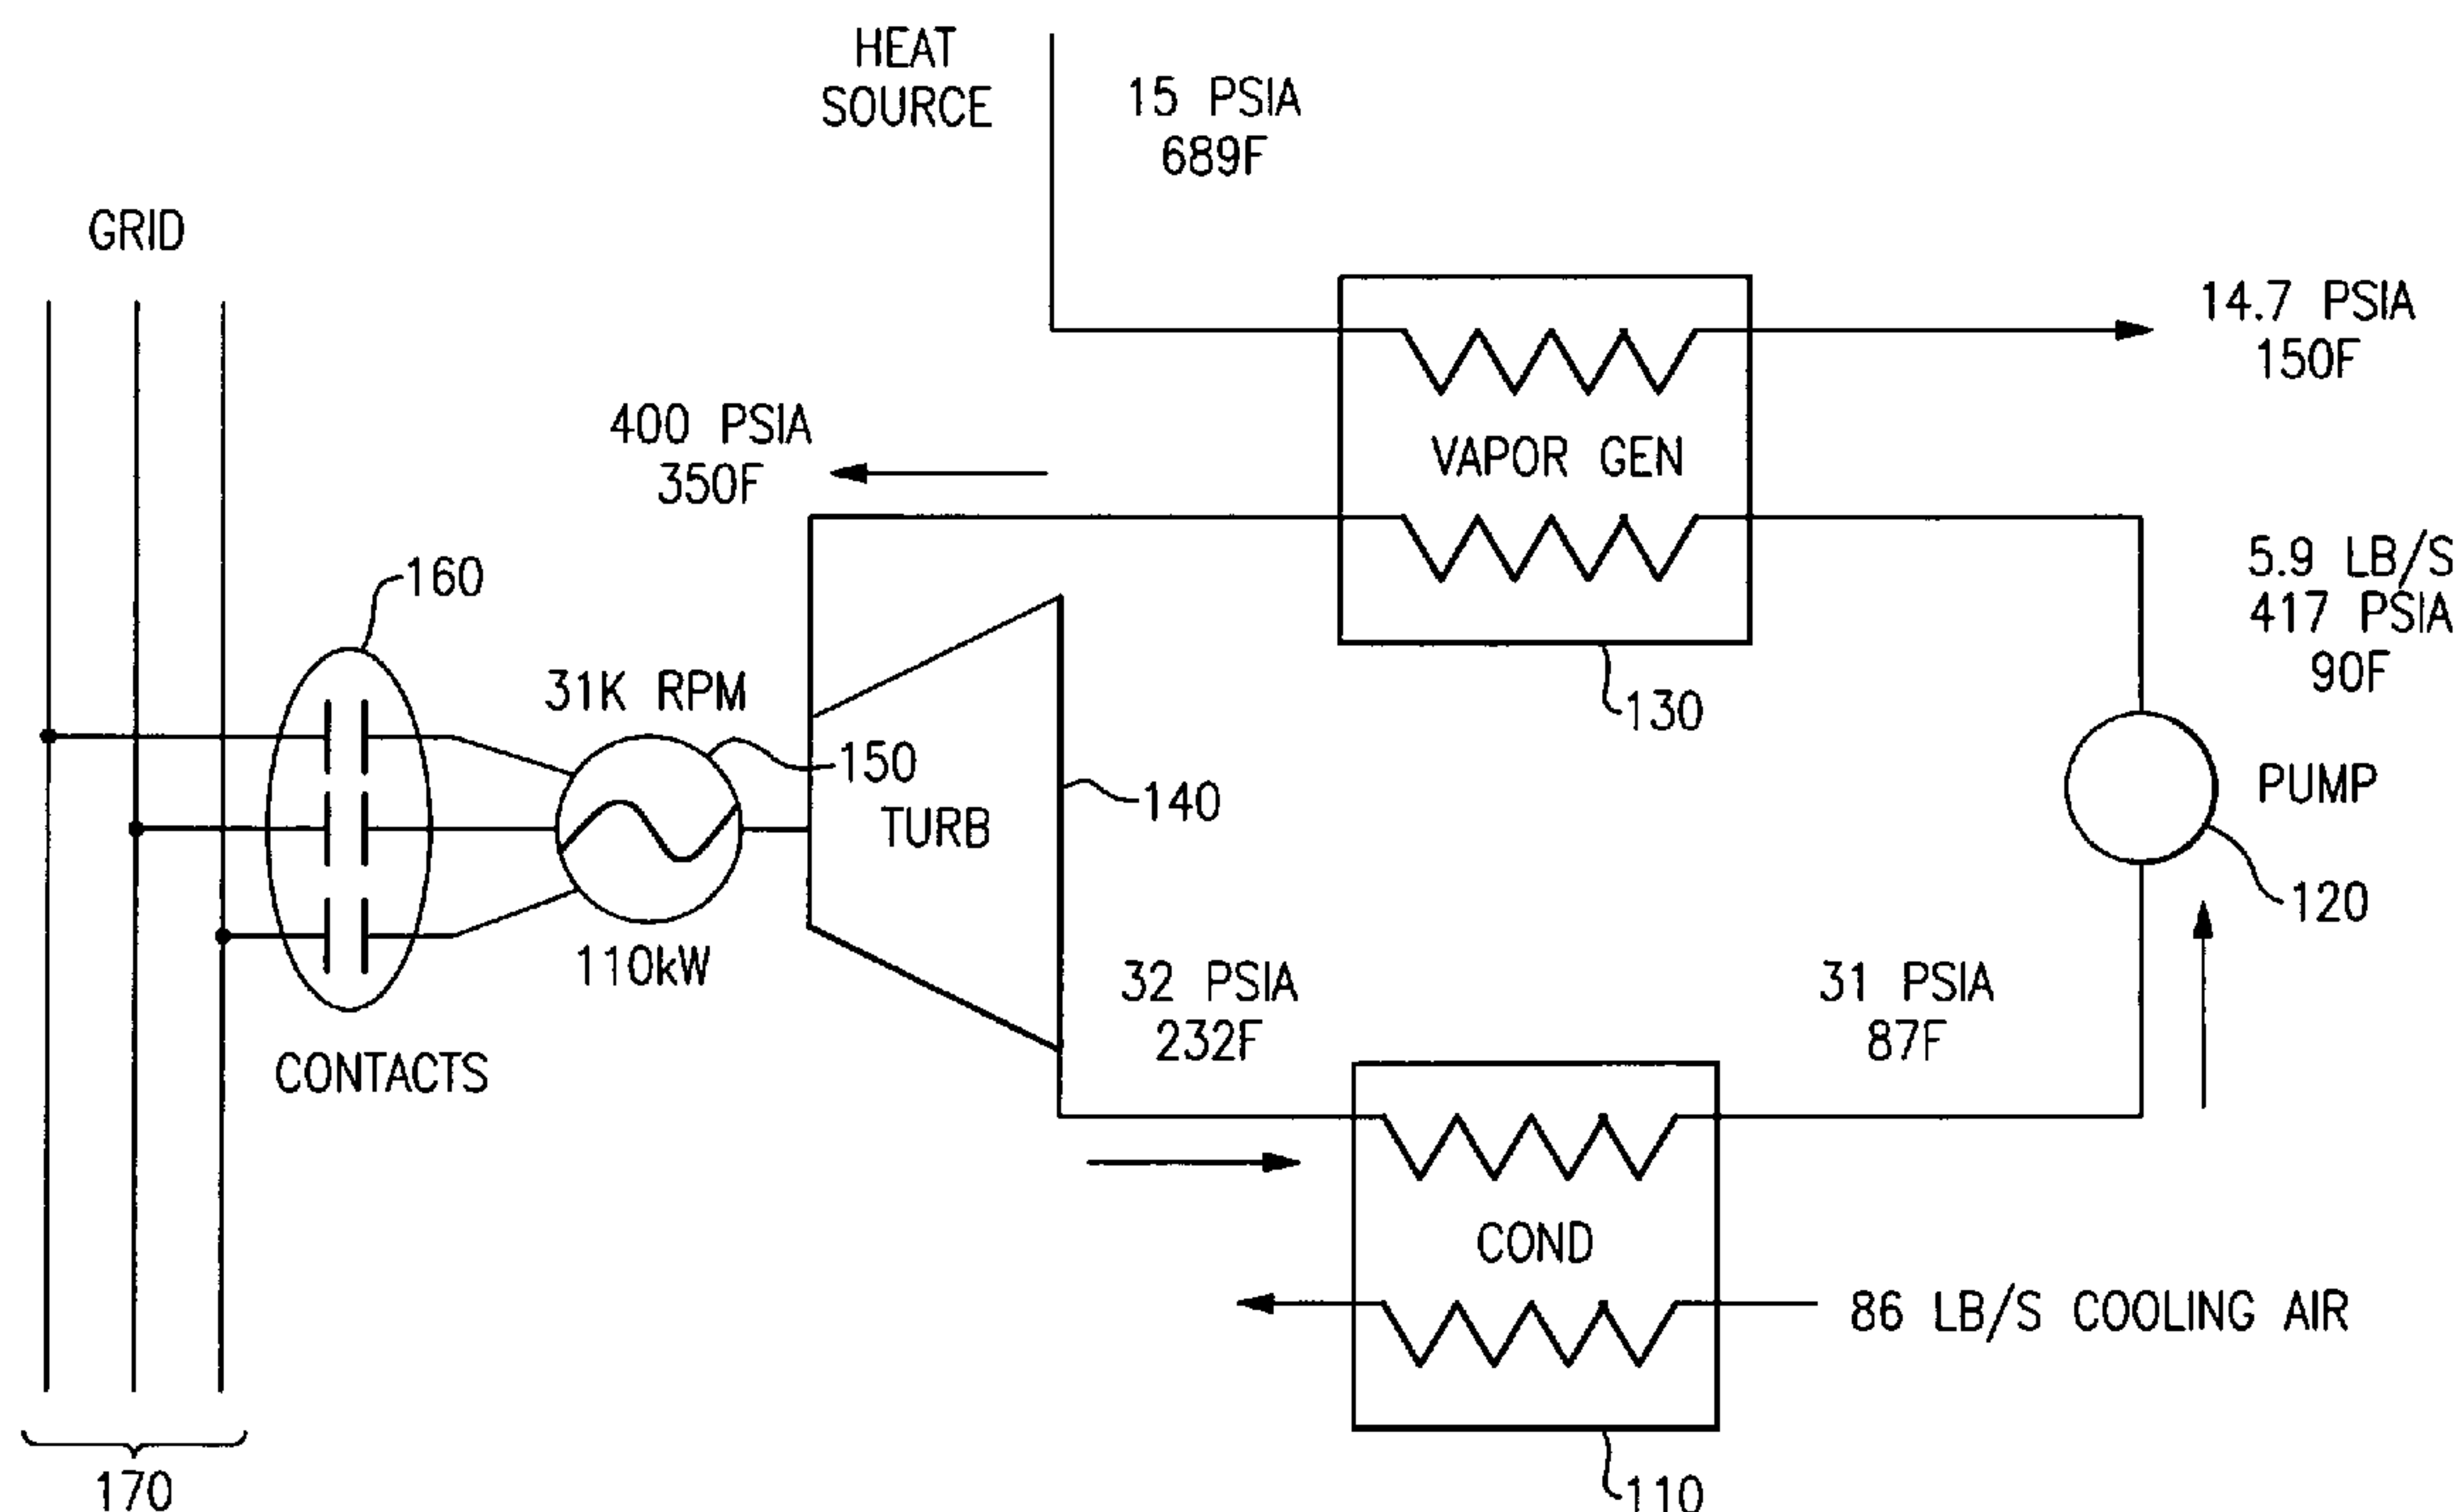 HEAT
SOURCE
15 PSIA
689F
GRID
14.7 PSIA
150F
400 PSIA
350F
VAPOR GEN
5.9 LB/S
417 PSIA
90F
160
31K RPM
130
150
140
TURB
PUMP
120
110kW
32 PSIA
232F
31 PSIA
87F
CONTACTS
COND
86 LB/S COOLING AIR
170
110